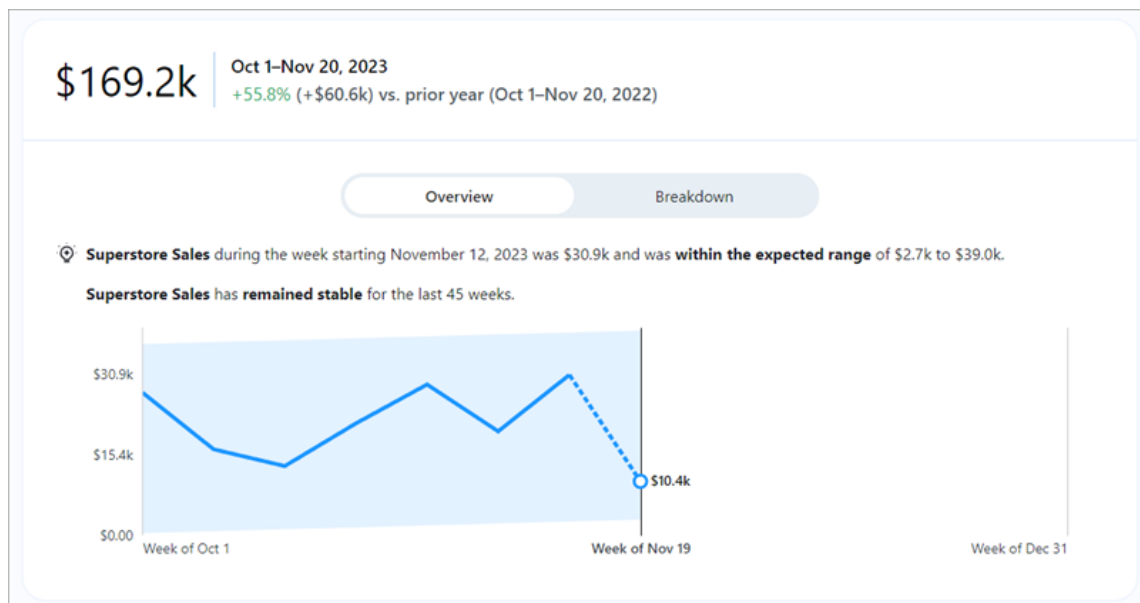 $169.2k
Oct 1–Nov 20, 2023
+55.8% (+$60.6k) vs. prior year (Oct 1–Nov 20, 2022)
Overview
Breakdown
Superstore Sales during the week starting November 12, 2023 was $30.9k and was within the expected range of $2.7k to $39.0k.
Superstore Sales has remained stable for the last 45 weeks.
$30.9k
$15.4k
$10.4k
$0.00
Week of Oct 1
Week of Nov 19
Week of Dec 31